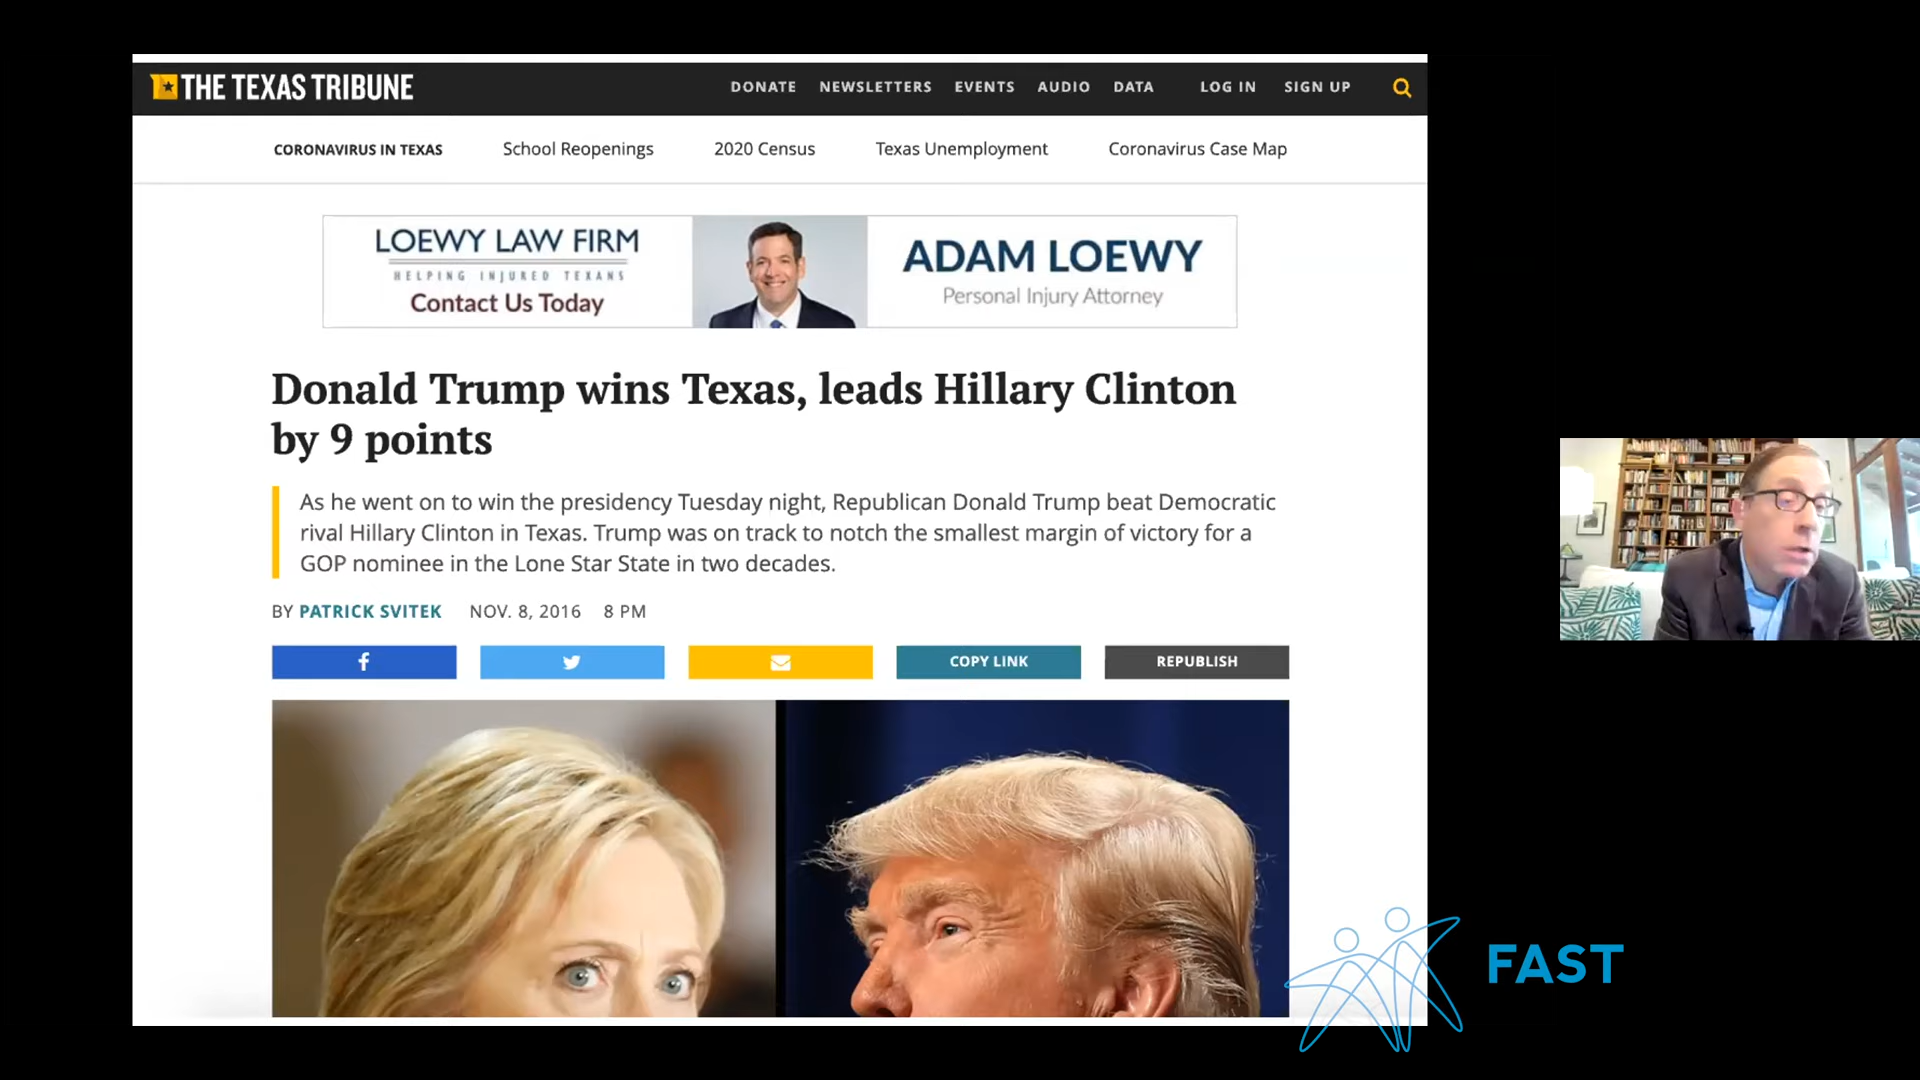 THE TEXAS TRIBUNE
DONATE NEWSLETTERS EVENTS AUDIO DATA LOG IN SIGN UP
CORONAVIRUS IN TEXAS School Reopenings 2020 Census Texas Unemployment Coronavirus Case Map
LOEWY LAW FIRM
HELPING INJURED TEXANS
Contact Us Today
ADAM LOEWY
Personal Injury Attorney
Donald Trump wins Texas, leads Hillary Clinton
by 9 points
As he went on to win the presidency Tuesday night, Republican Donald Trump beat Democratic
rival Hillary Clinton in Texas. Trump was on track to notch the smallest margin of victory for a
GOP nominee in the Lone Star State in two decades.
BY PATRICK SVITEK NOV. 8, 2016 8 PM
COPY LINK
REPUBLISH
FAST